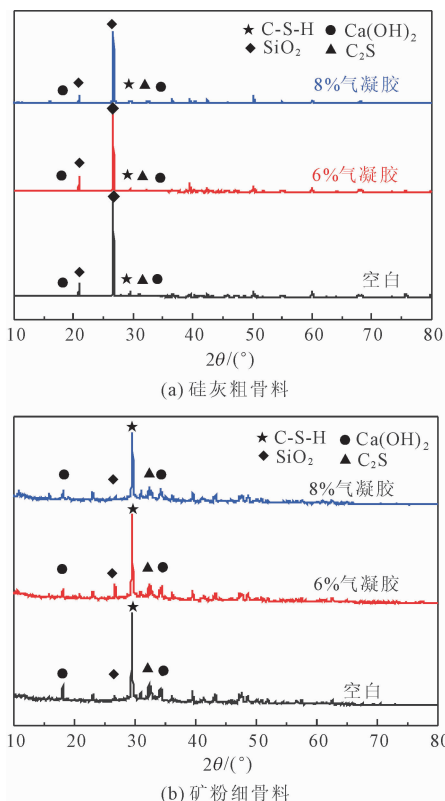 ★ C-S-H ● Ca(OH)₂
◆ SiO₂ ▲ C₂S
8%气凝胶
6%气凝胶
空白
10 20 30 40 50 60 70 80
2θ/(°)
(a) 硅灰粗骨料
★ C-S-H ● Ca(OH)₂
◆ SiO₂ ▲ C₂S
8%气凝胶
6%气凝胶
空白
10 20 30 40 50 60 70 80
2θ/(°)
(b) 矿粉细骨料